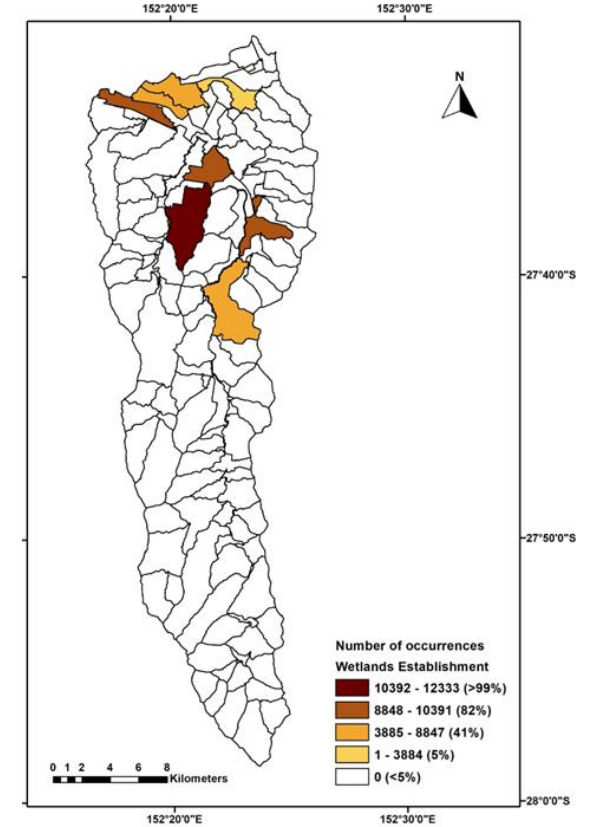 152°20'0"E 152°30'0"E
N
27°40'0"S
27°50'0"S
Number of occurrences
Wetlands Establishment
10392 - 12333 (>99%)
8848 - 10391 (82%)
3885 - 8847 (41%)
1 - 3884 (5%)
0 (<5%)
0 1 2 4 6 8
Kilometers
28°0'0"S
152°20'0"E 152°30'0"E